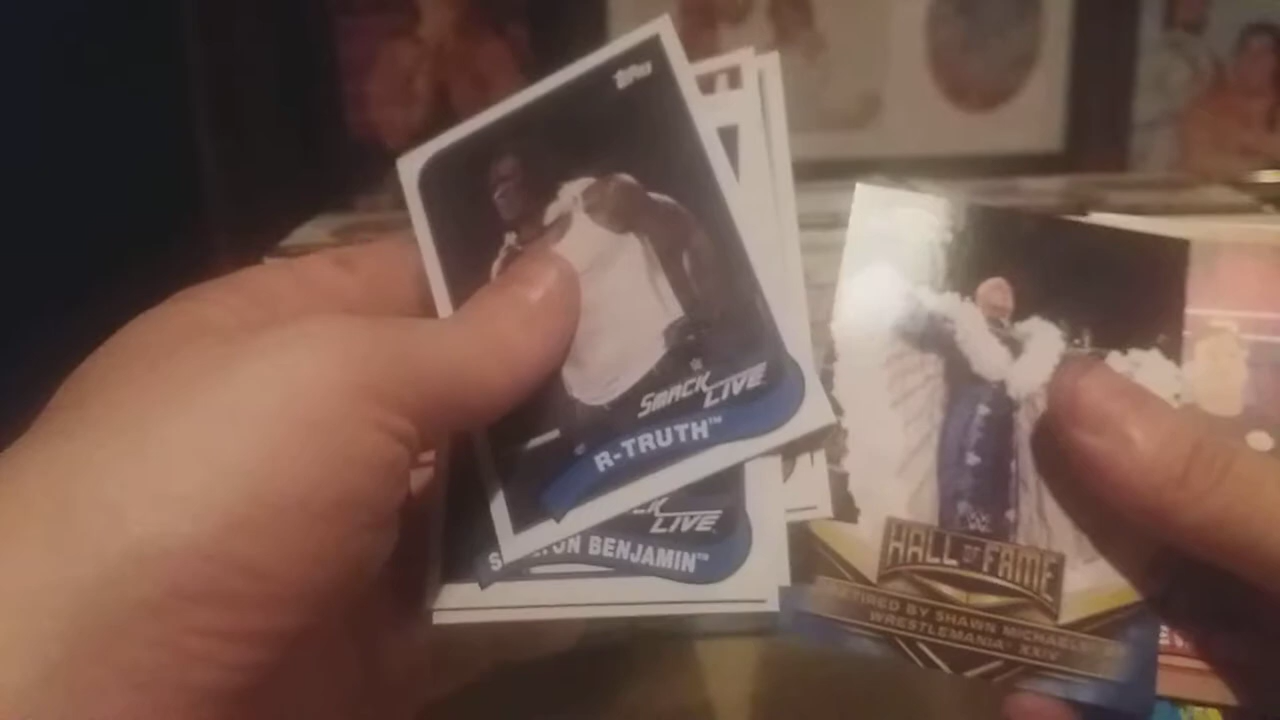 Topps
SMACK
LIVE
R-TRUTH™
LIVE
BENJAMIN™
HALL OF FAME
RETIRED BY SHAWN MICHAELS
WRESTLEMANIA® XXIV